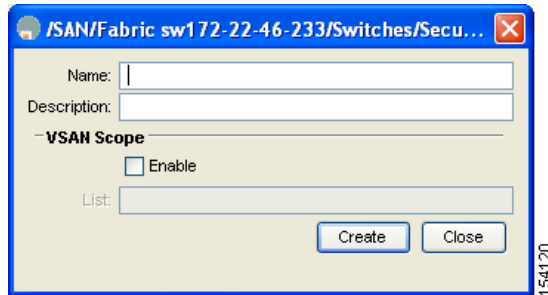 /SAN/Fabric sw172-22-46-233/Switches/Secu...
Name:
Description:
VSAN Scope
Enable
List:
Create Close
154120